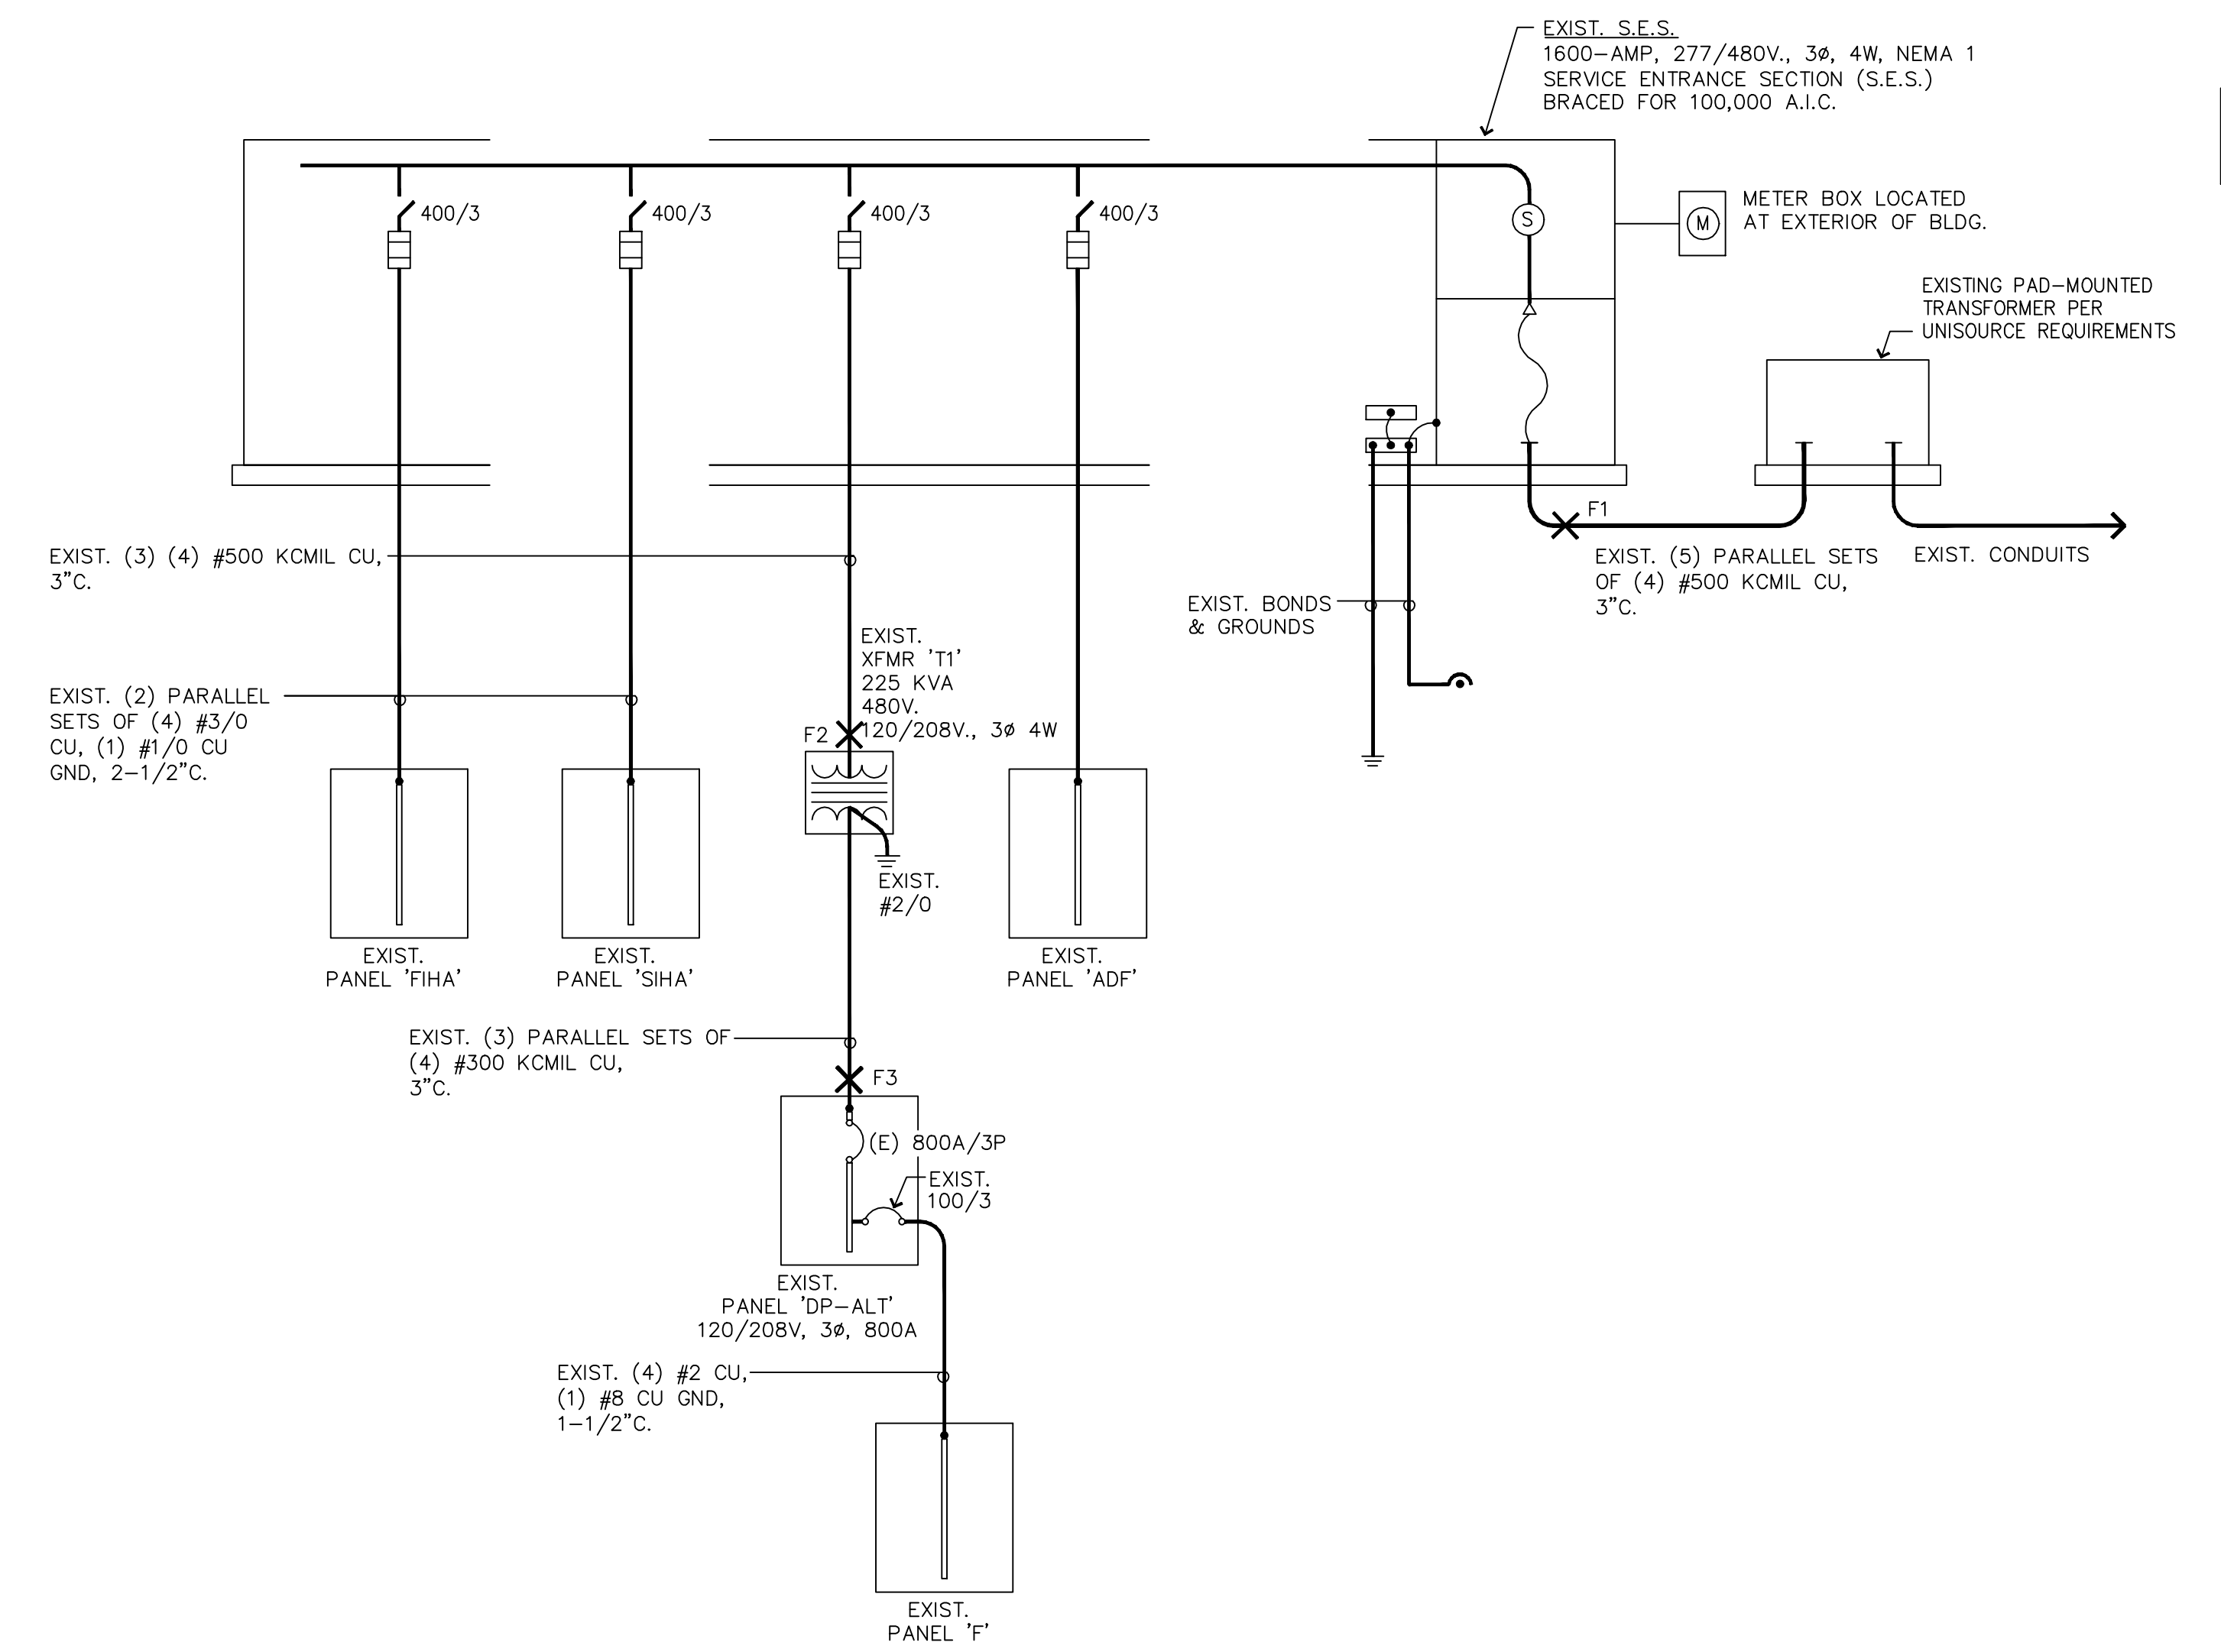 EXIST. S.E.S.
1600-AMP, 277/480V., 3ø, 4W, NEMA 1
SERVICE ENTRANCE SECTION (S.E.S.)
BRACED FOR 100,000 A.I.C.
400/3
400/3
400/3
400/3
S
M
METER BOX LOCATED
AT EXTERIOR OF BLDG.
EXISTING PAD-MOUNTED
TRANSFORMER PER
UNISOURCE REQUIREMENTS
F1
EXIST. (5) PARALLEL SETS
OF (4) #500 KCMIL CU,
3"C.
EXIST. CONDUITS
EXIST. (3) (4) #500 KCMIL CU,
3"C.
EXIST. BONDS
& GROUNDS
EXIST.
XFMR 'T1'
225 KVA
480V.
120/208V., 3ø 4W
F2
EXIST. (2) PARALLEL
SETS OF (4) #3/0
CU, (1) #1/0 CU
GND, 2-1/2"C.
EXIST.
#2/0
EXIST.
PANEL 'FIHA'
EXIST.
PANEL 'SIHA'
EXIST.
PANEL 'ADF'
EXIST. (3) PARALLEL SETS OF
(4) #300 KCMIL CU,
3"C.
F3
(E) 800A/3P
EXIST.
100/3
EXIST.
PANEL 'DP-ALT'
120/208V, 3ø, 800A
EXIST. (4) #2 CU,
(1) #8 CU GND,
1-1/2"C.
EXIST.
PANEL 'F'